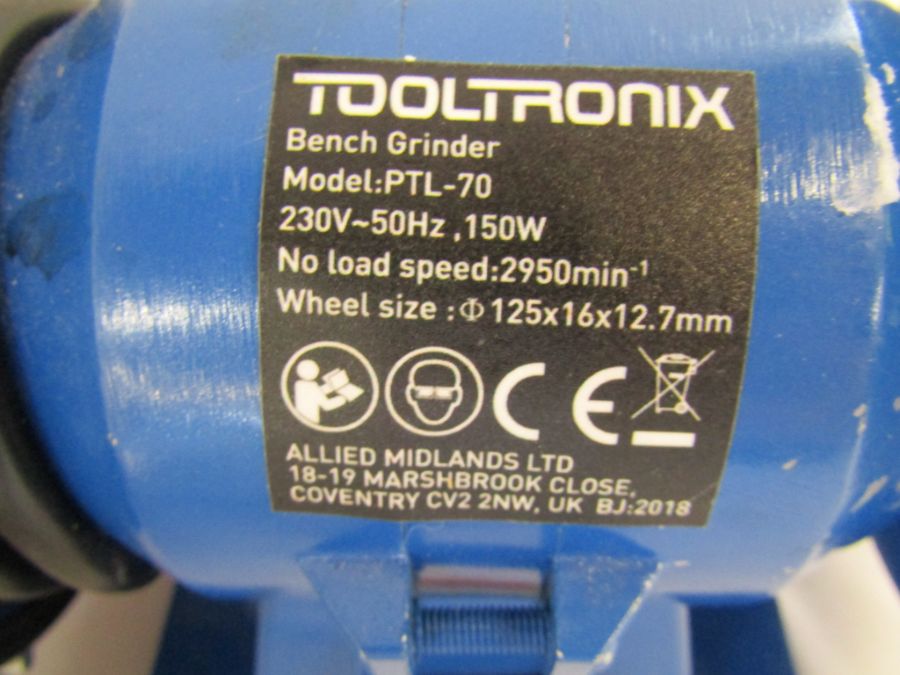 TOOLTRONIX
Bench Grinder
Model:PTL-70
230V~50Hz ,150W
No load speed:2950min⁻¹
Wheel size :Φ125x16x12.7mm
CE
ALLIED MIDLANDS LTD
18-19 MARSHBROOK CLOSE,
COVENTRY CV2 2NW, UK BJ:2018